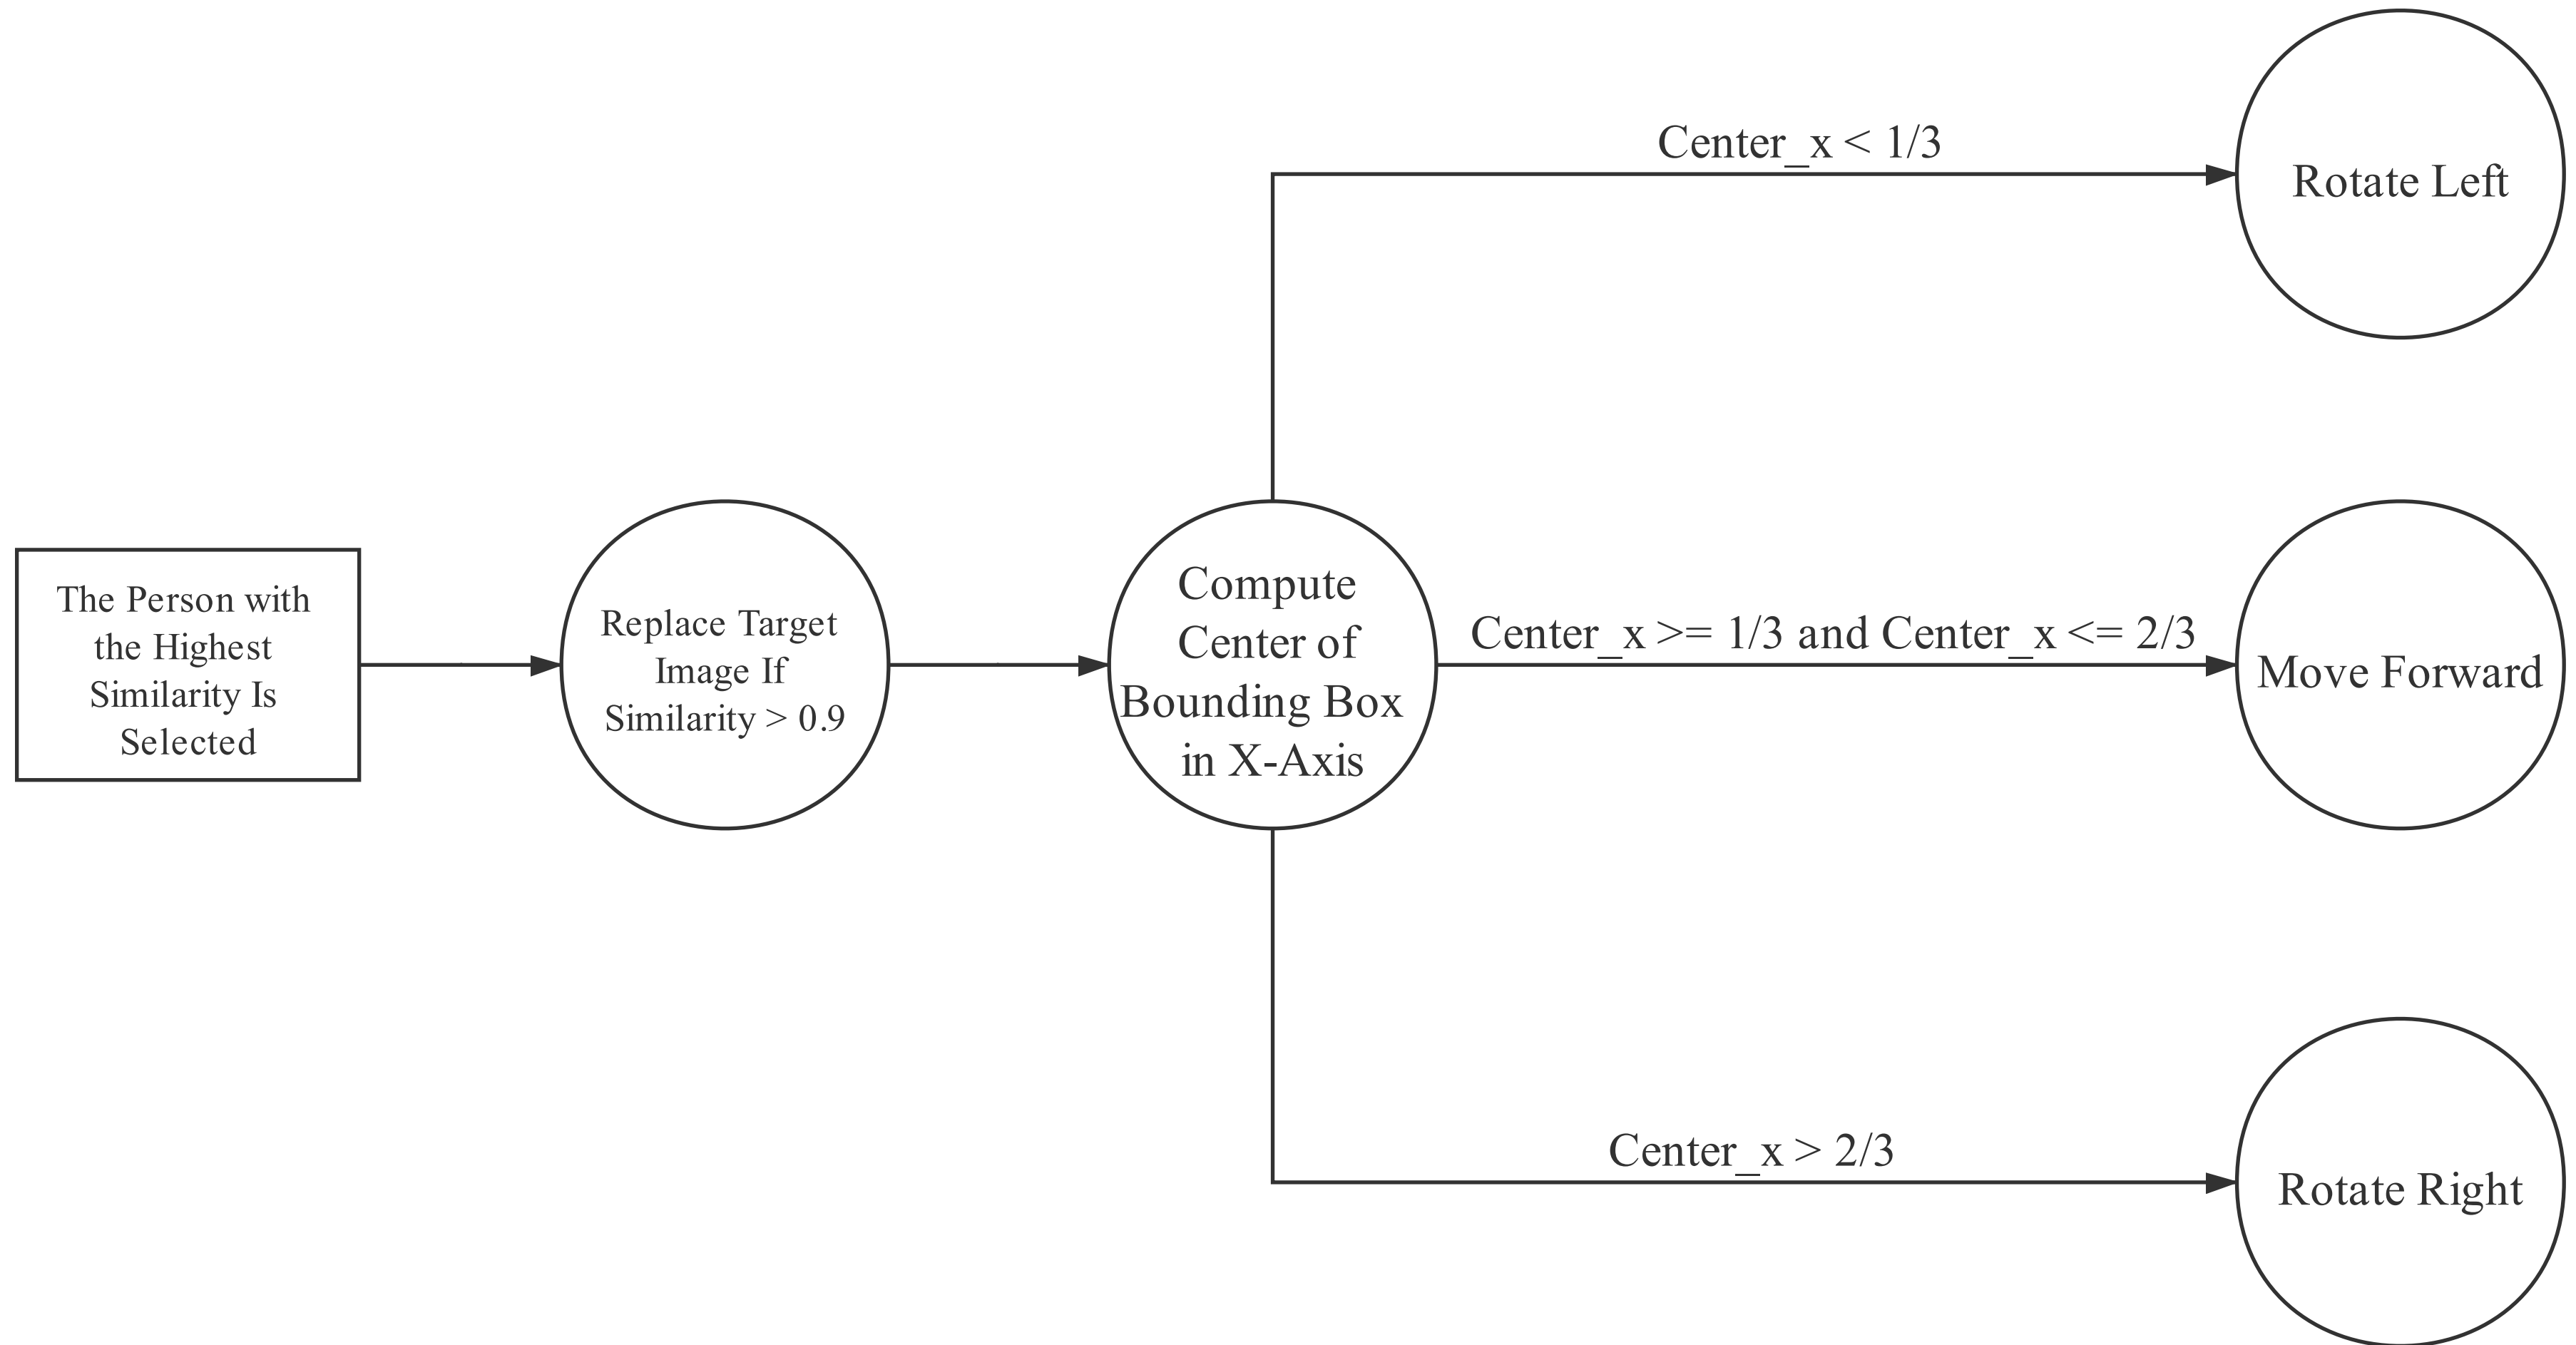 The Person with
the Highest
Similarity Is
Selected
Replace Target
Image If
Similarity > 0.9
Compute
Center of
Bounding Box
in X-Axis
Center_x < 1/3
Rotate Left
Center_x >= 1/3 and Center_x <= 2/3
Move Forward
Center_x > 2/3
Rotate Right